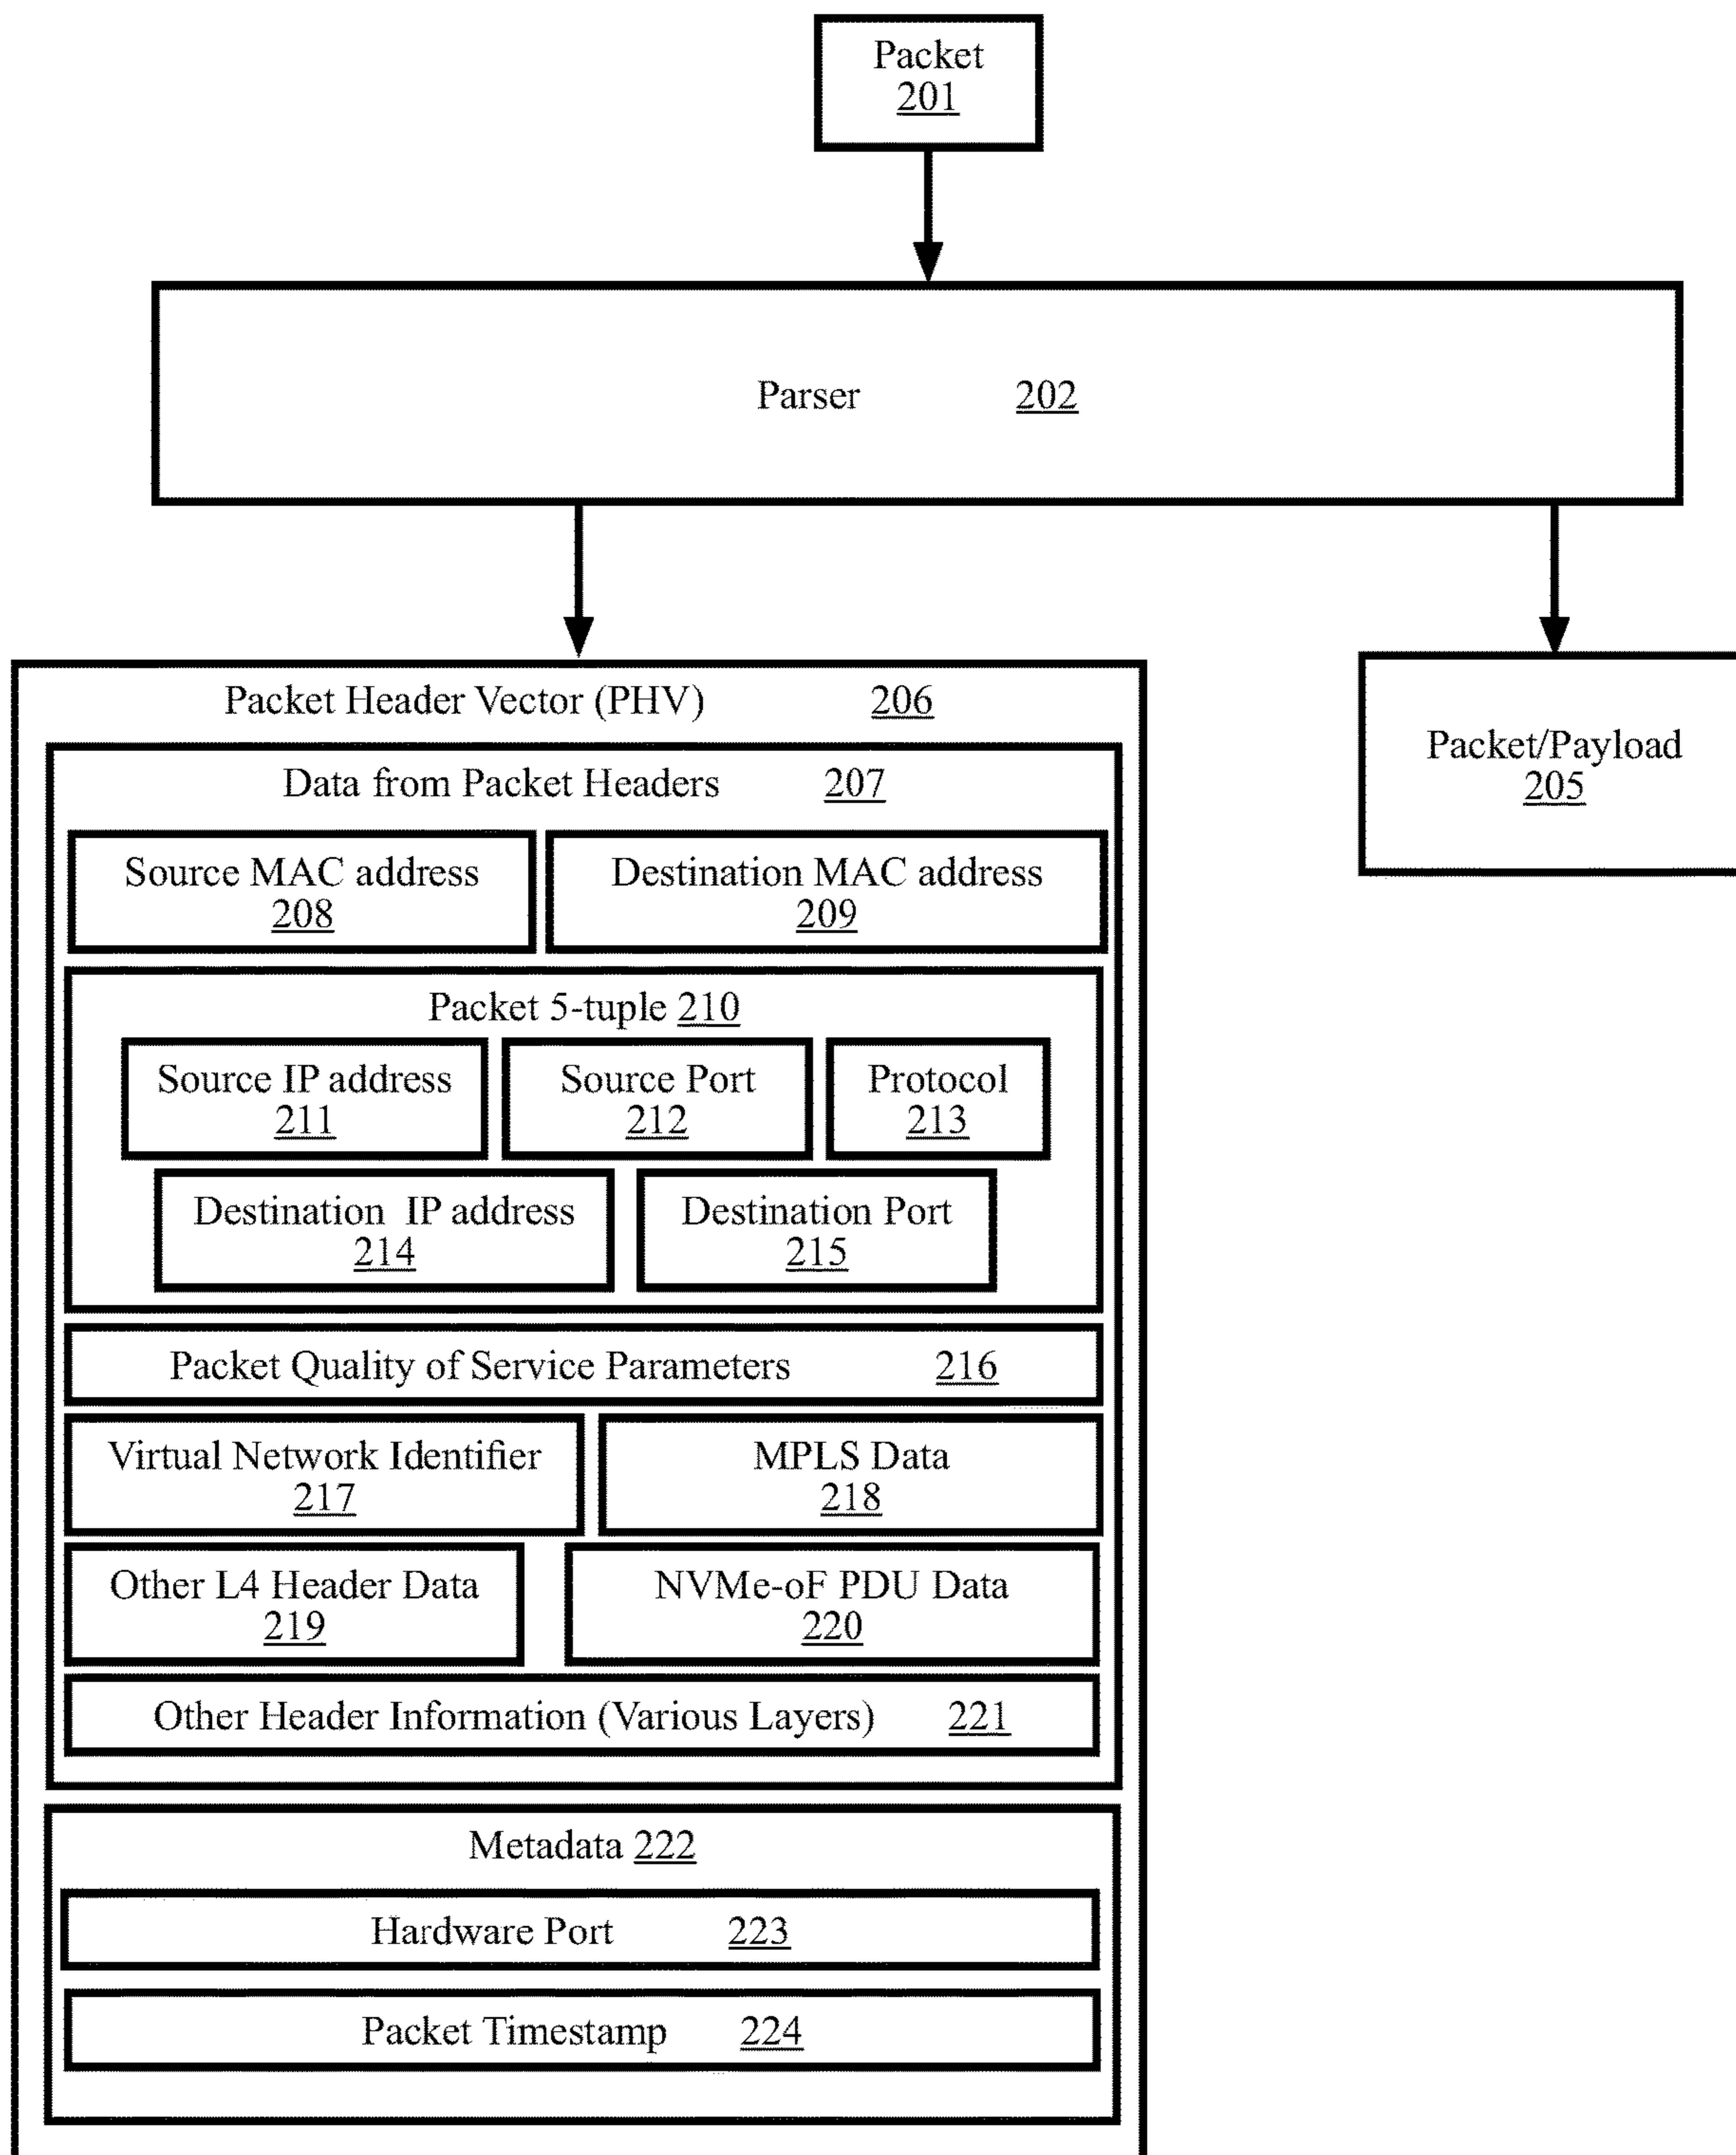 Packet
201
Parser 202
Packet Header Vector (PHV) 206
Data from Packet Headers 207
Source MAC address
208
Destination MAC address
209
Packet 5-tuple 210
Source IP address
211
Source Port
212
Protocol
213
Destination IP address
214
Destination Port
215
Packet Quality of Service Parameters 216
Virtual Network Identifier
217
MPLS Data
218
Other L4 Header Data
219
NVMe-oF PDU Data
220
Other Header Information (Various Layers) 221
Metadata 222
Hardware Port 223
Packet Timestamp 224
Packet/Payload
205